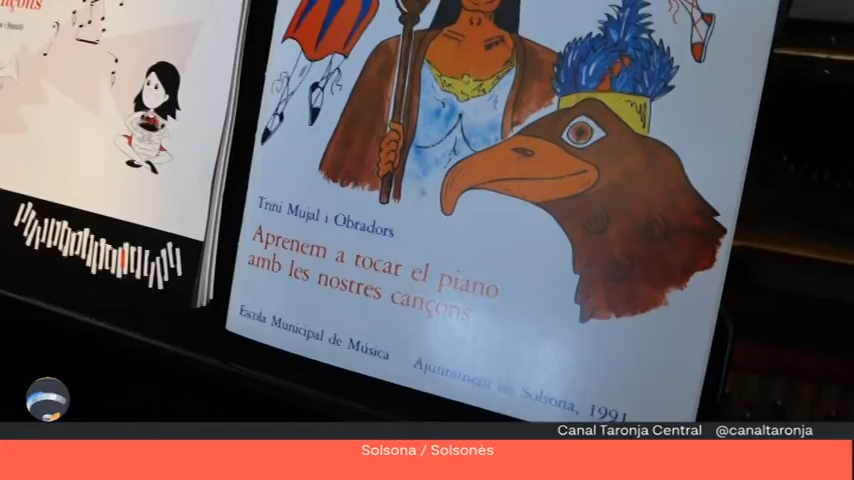 Trini Mujal i Obradors
Aprenem a tocar el piano
amb les nostres cançons
Escola Municipal de Música
Ajuntament de Solsona, 1991
Canal Taronja Central @canaltaronja
Solsona / Solsonès